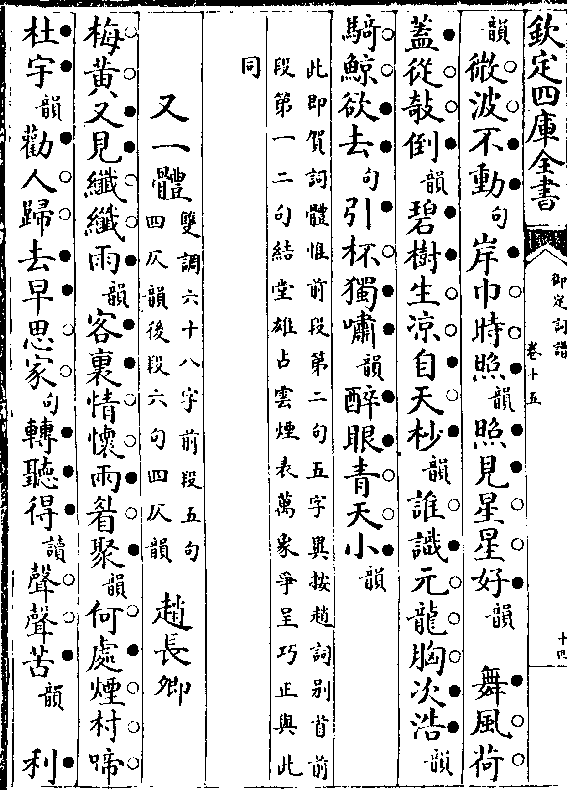 欽定四庫全書
御定詞譜
卷十五
十四
韻微波不動句岸巾時照韻照見星星好韻　舞風荷
蓋從敧倒韻碧樹生凉自天杪韻誰識元龍胸次浩韻
騎鯨欲去句引杯獨嘯韻醉眼青天小韻
此即賀詞體惟前段第二句五字異按趙詞别首前
段第一二句結堂雄占雲煙表萬象爭呈巧正與此
同
又一體雙調六十八字前段五句
四仄韻後段六句四仄韻　趙長卿
梅黄又見纎纎雨韻客裏情懷兩眉聚韻何處煙村啼
杜宇韻勸人歸去早思家句轉聽得讀聲聲苦韻　利